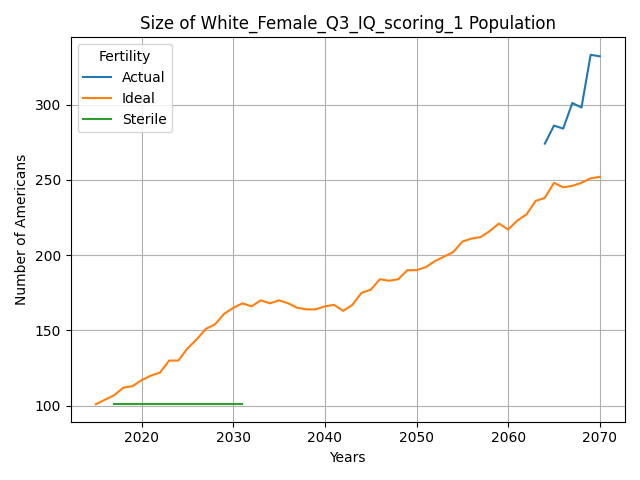 Size of White_Female_Q3_IQ_scoring_1 Population
Fertility
Actual
Ideal
Sterile
Number of Americans
300
250
200
150
100
2020 2030 2040 2050 2060 2070
Years